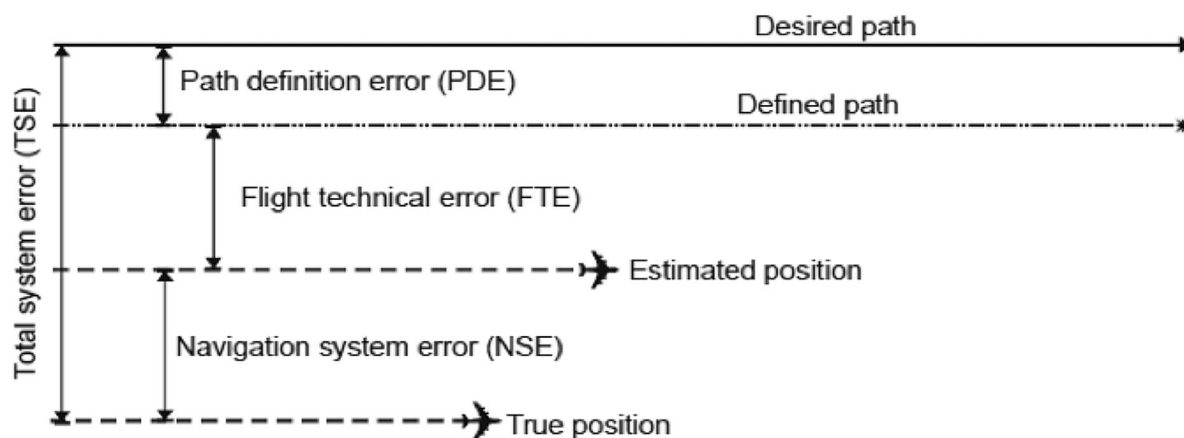 Desired path
Path definition error (PDE)
Defined path
Total system error (TSE)
Flight technical error (FTE)
Estimated position
Navigation system error (NSE)
True position